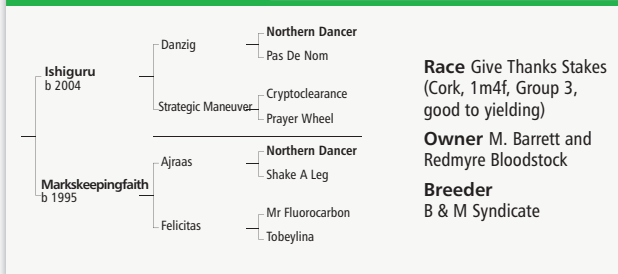 Ishiguru
b 2004
Danzig
Northern Dancer
Pas De Nom
Strategic Maneuver
Cryptoclearance
Prayer Wheel
Markskeepingfaith
b 1995
Ajraas
Northern Dancer
Shake A Leg
Felicitas
Mr Fluorocarbon
Tobeylina
Race Give Thanks Stakes
(Cork, 1m4f, Group 3,
good to yielding)
Owner M. Barrett and
Redmyre Bloodstock
Breeder
B & M Syndicate